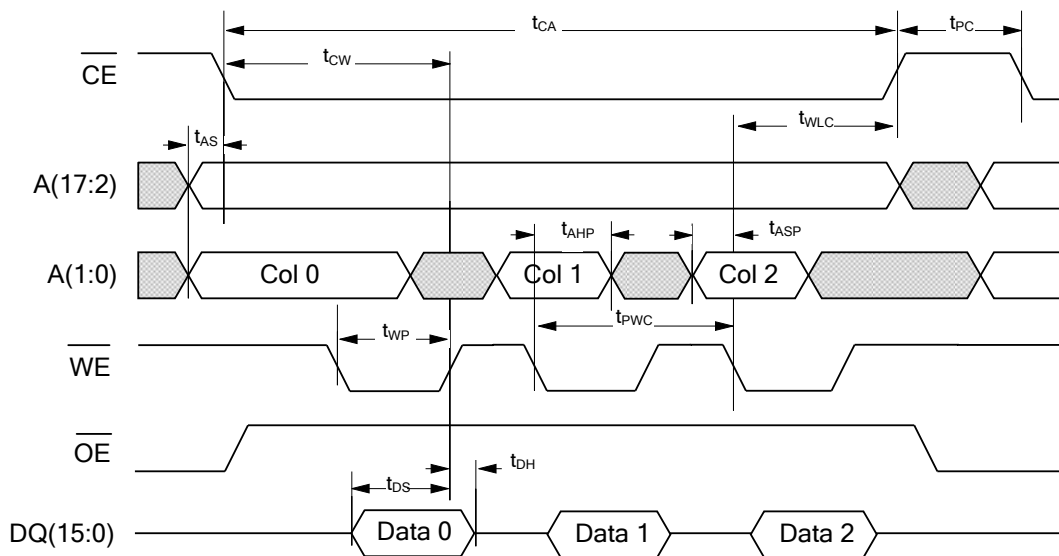 tCA
tPC
tCW
CE
tWLC
tAS
A(17:2)
tAHP
tASP
A(1:0)
Col 0
Col 1
Col 2
tPWC
tWP
WE
OE
tDH
tDS
DQ(15:0)
Data 0
Data 1
Data 2